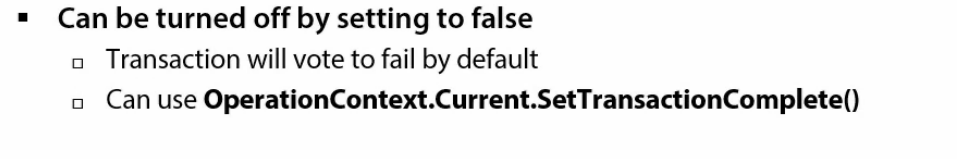 ▪ Can be turned off by setting to false
▫ Transaction will vote to fail by default
▫ Can use OperationContext.Current.SetTransactionComplete()